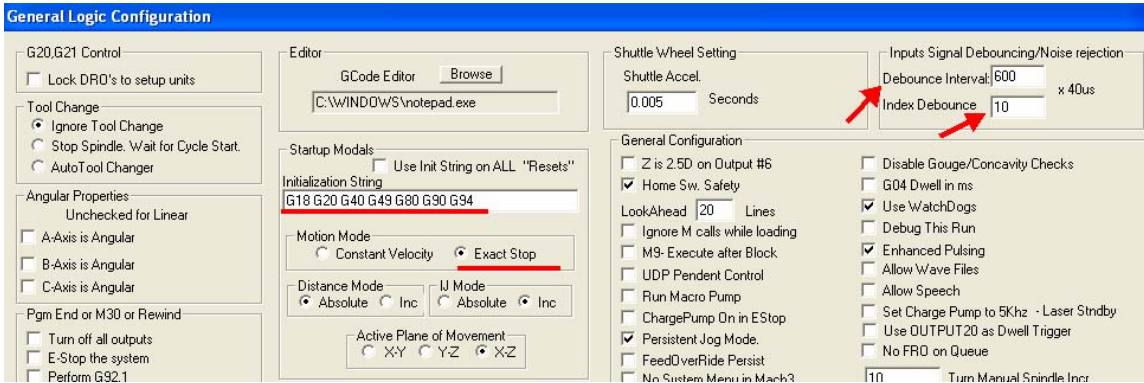 General Logic Configuration
G20,G21 Control
Lock DRO's to setup units
Tool Change
Ignore Tool Change
Stop Spindle. Wait for Cycle Start.
AutoTool Changer
Angular Properties
Unchecked for Linear
A-Axis is Angular
B-Axis is Angular
C-Axis is Angular
Pgm End or M30 or Rewind
Turn off all outputs
E-Stop the system
Perform G92.1
Editor
GCode Editor Browse
C:\WINDOWS\notepad.exe
Startup Modals
Use Init String on ALL "Resets"
Initialization String
G18 G20 G40 G49 G80 G90 G94
Motion Mode
Constant Velocity Exact Stop
Distance Mode IJ Mode
Absolute Inc Absolute Inc
Active Plane of Movement
X-Y Y-Z X-Z
Shuttle Wheel Setting
Shuttle Accel.
0.005 Seconds
Inputs Signal Debouncing/Noise rejection
Debounce Interval: 600 x 40us
Index Debounce 10
General Configuration
Z is 2.5D on Output #6
Home Sw. Safety
LookAhead 20 Lines
Ignore M calls while loading
M9- Execute after Block
UDP Pendent Control
Run Macro Pump
ChargePump On in EStop
Persistent Jog Mode.
FeedOverRide Persist
No System Menu in Mach3
Disable Gouge/Concavity Checks
G04 Dwell in ms
Use WatchDogs
Debug This Run
Enhanced Pulsing
Allow Wave Files
Allow Speech
Set Charge Pump to 5Khz - Laser Stndby
Use OUTPUT20 as Dwell Trigger
No FRO on Queue
10 Turn Manual Spindle Incr.